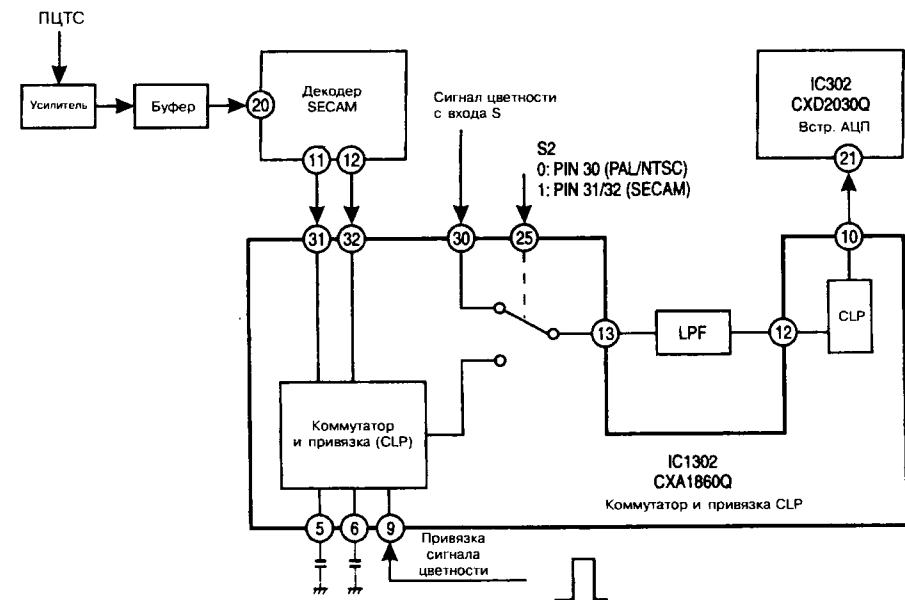 ПЦТС
Усилитель
Буфер
20
Декодер
SECAM
11
12
Сигнал цветности
с входа S
S2
0: PIN 30 (PAL/NTSC)
1: PIN 31/32 (SECAM)
IC302
CXD2030Q
Встр. АЦП
21
31
32
30
25
10
13
LPF
12
CLP
Коммутатор
и привязка (CLP)
IC1302
CXA1860Q
Коммутатор и привязка CLP
5
6
9
Привязка
сигнала
цветности